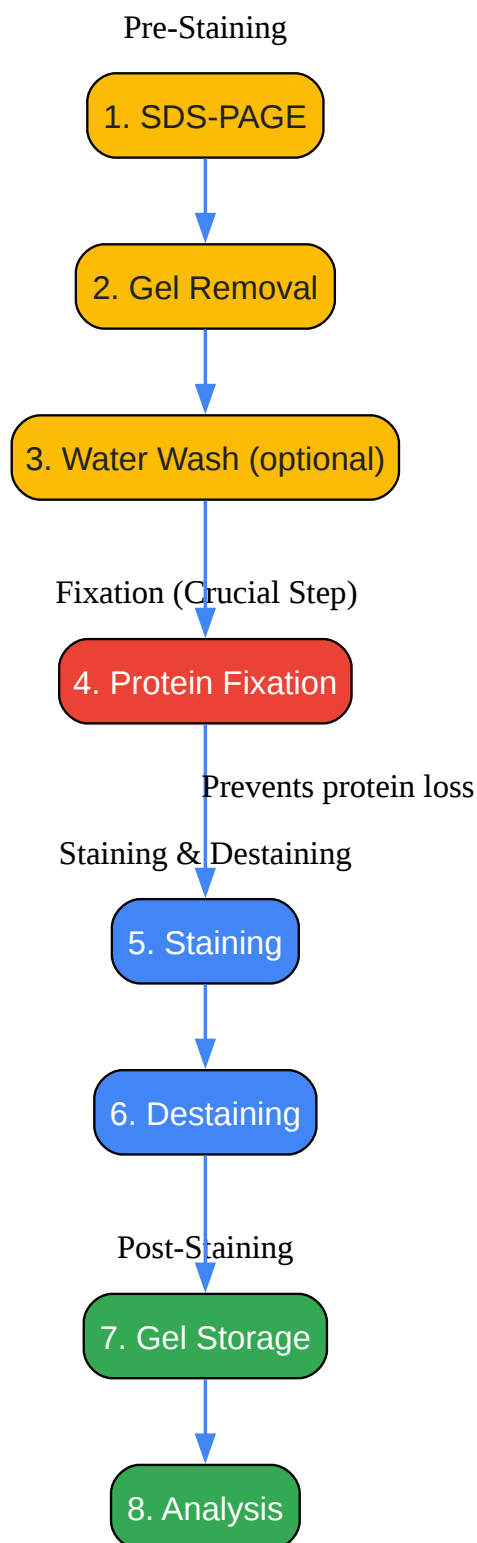 Pre-Staining
1. SDS-PAGE
2. Gel Removal
3. Water Wash (optional)
Fixation (Crucial Step)
4. Protein Fixation
Prevents protein loss
Staining & Destaining
5. Staining
6. Destaining
Post-Staining
7. Gel Storage
8. Analysis